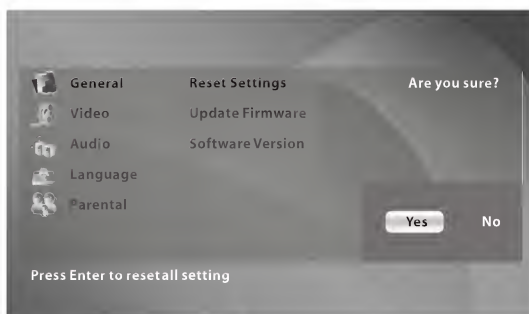 General Reset Settings Are you sure?
Video Update Firmware
Audio Software Version
Language
Parental
Yes No
Press Enter to resetall setting